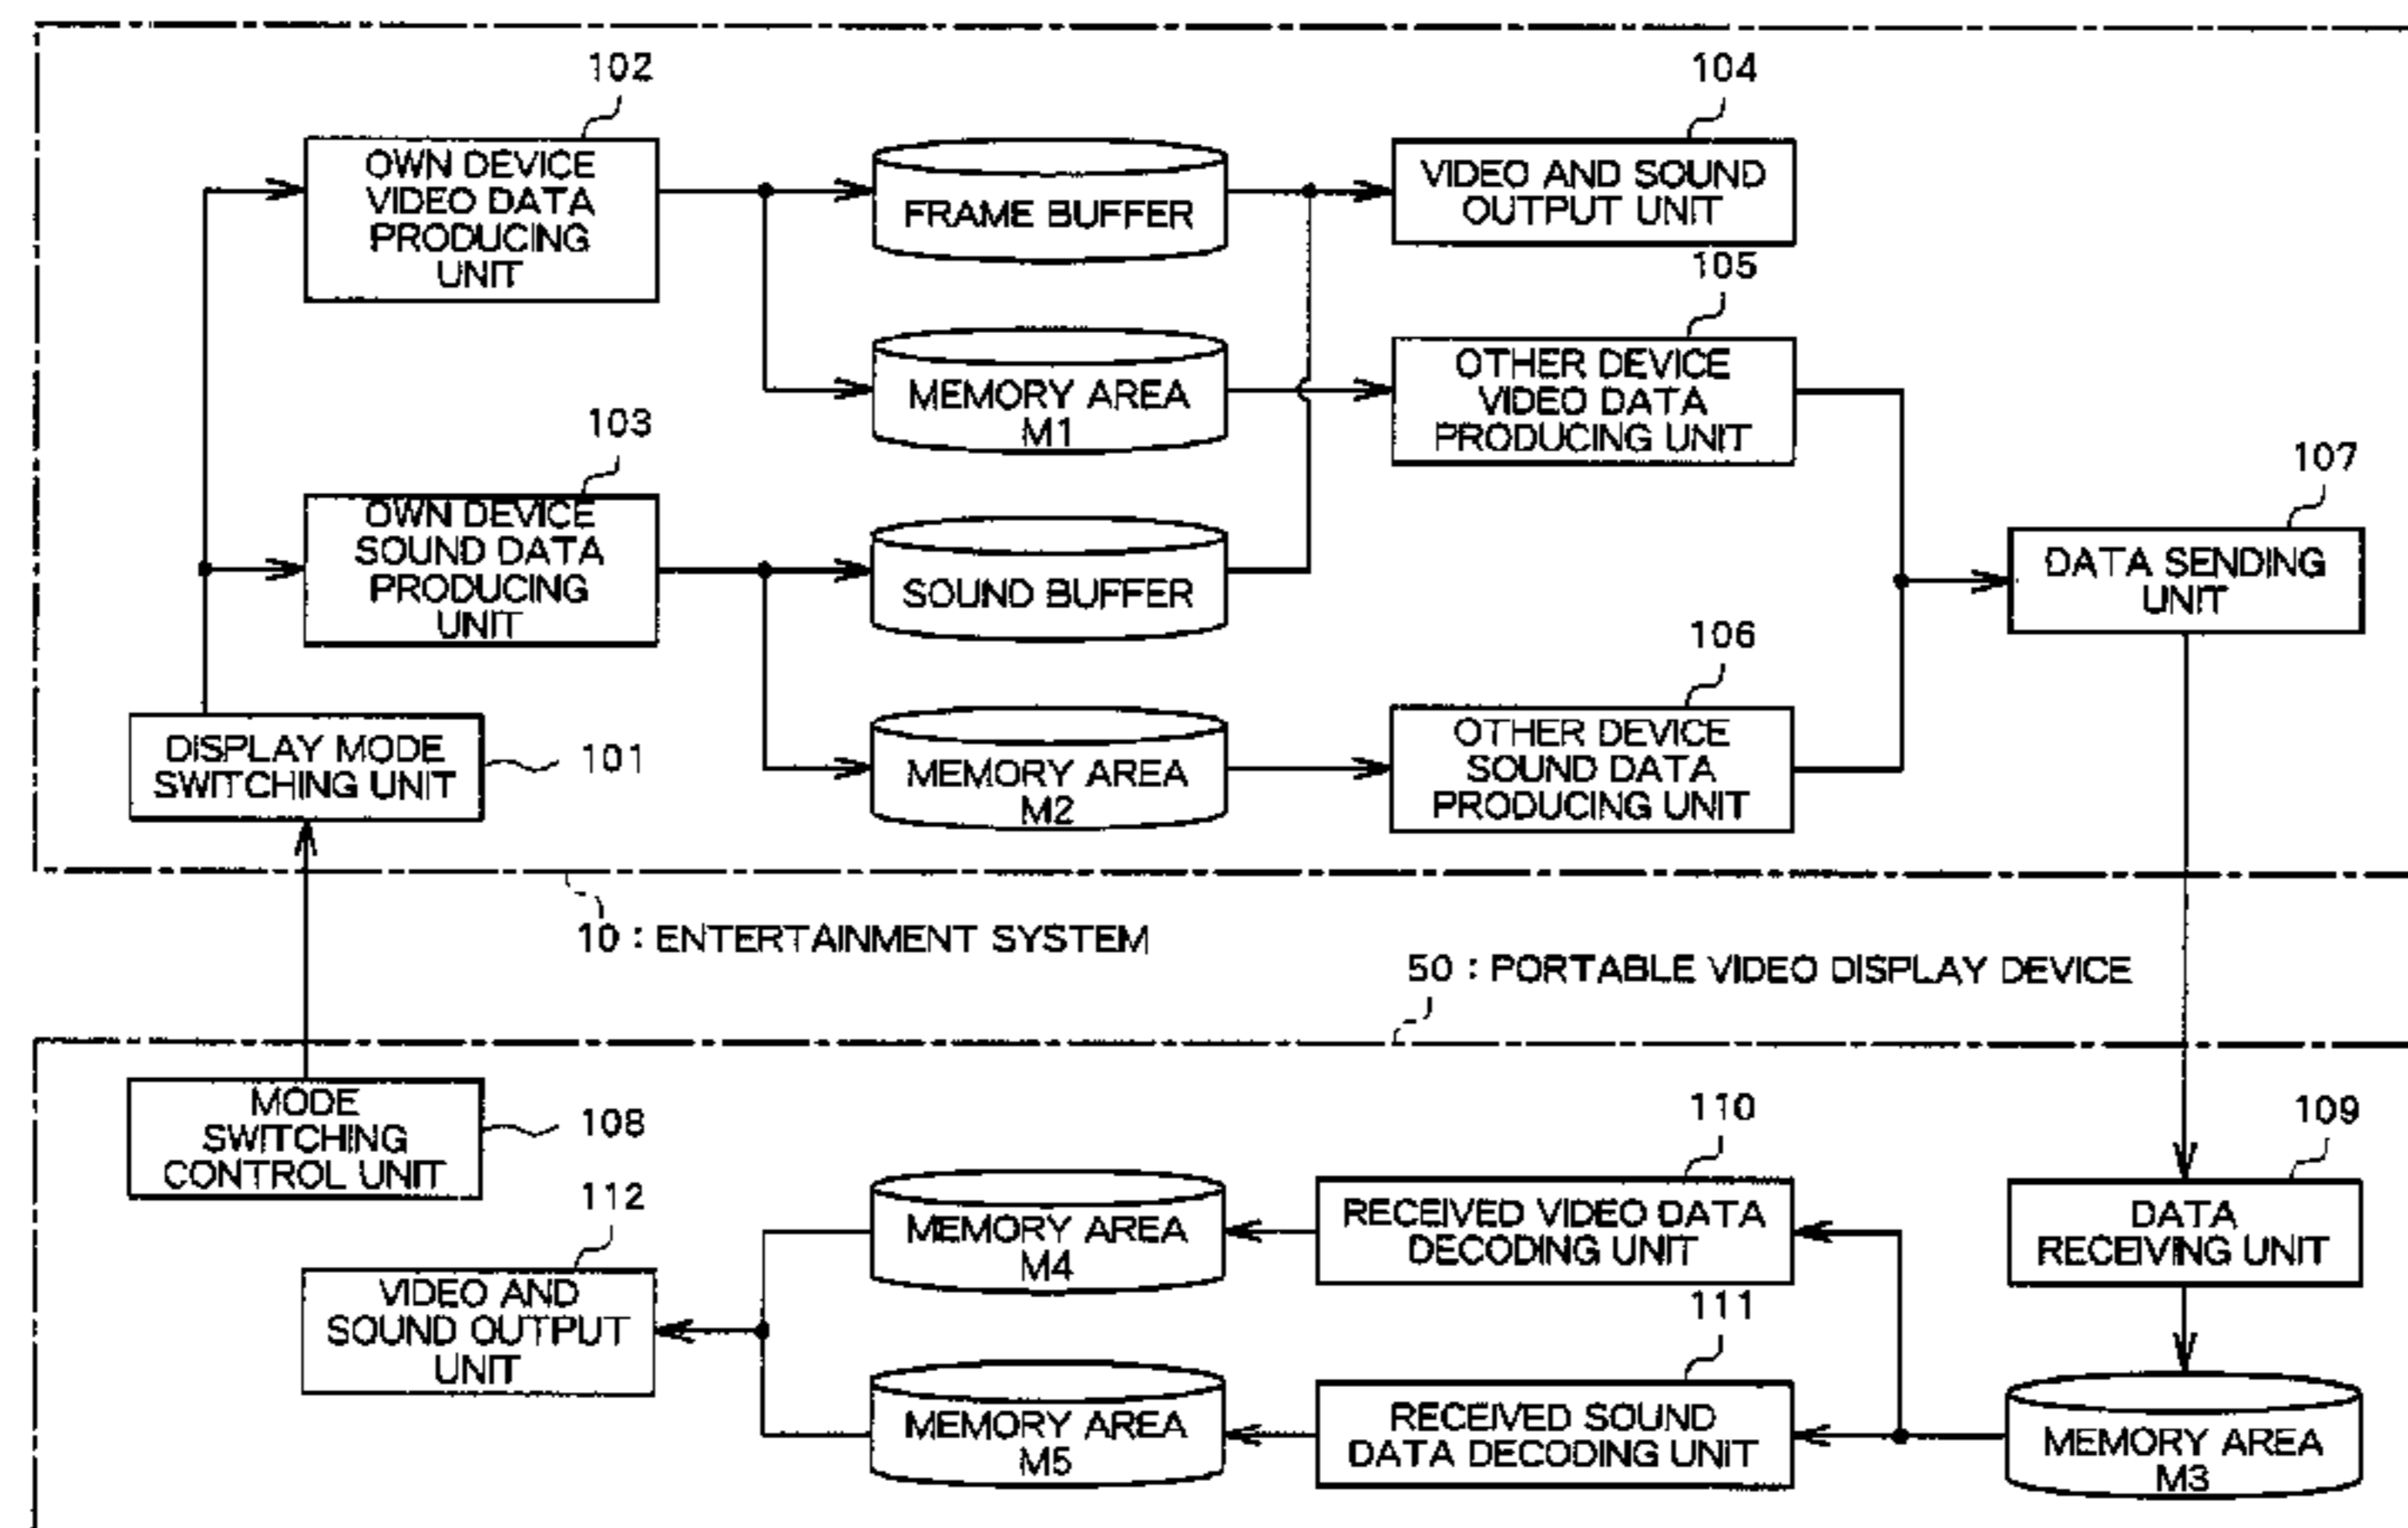 102
OWN DEVICE
VIDEO DATA
PRODUCING
UNIT
FRAME BUFFER
104
VIDEO AND SOUND
OUTPUT UNIT
MEMORY AREA
M1
105
OTHER DEVICE
VIDEO DATA
PRODUCING UNIT
103
OWN DEVICE
SOUND DATA
PRODUCING
UNIT
SOUND BUFFER
107
DATA SENDING
UNIT
DISPLAY MODE
SWITCHING UNIT
101
MEMORY AREA
M2
106
OTHER DEVICE
SOUND DATA
PRODUCING UNIT
10 : ENTERTAINMENT SYSTEM
50 : PORTABLE VIDEO DISPLAY DEVICE
MODE
SWITCHING
CONTROL UNIT
108
112
VIDEO AND
SOUND OUTPUT
UNIT
MEMORY AREA
M4
110
RECEIVED VIDEO DATA
DECODING UNIT
109
DATA
RECEIVING UNIT
MEMORY AREA
M5
111
RECEIVED SOUND
DATA DECODING UNIT
MEMORY AREA
M3